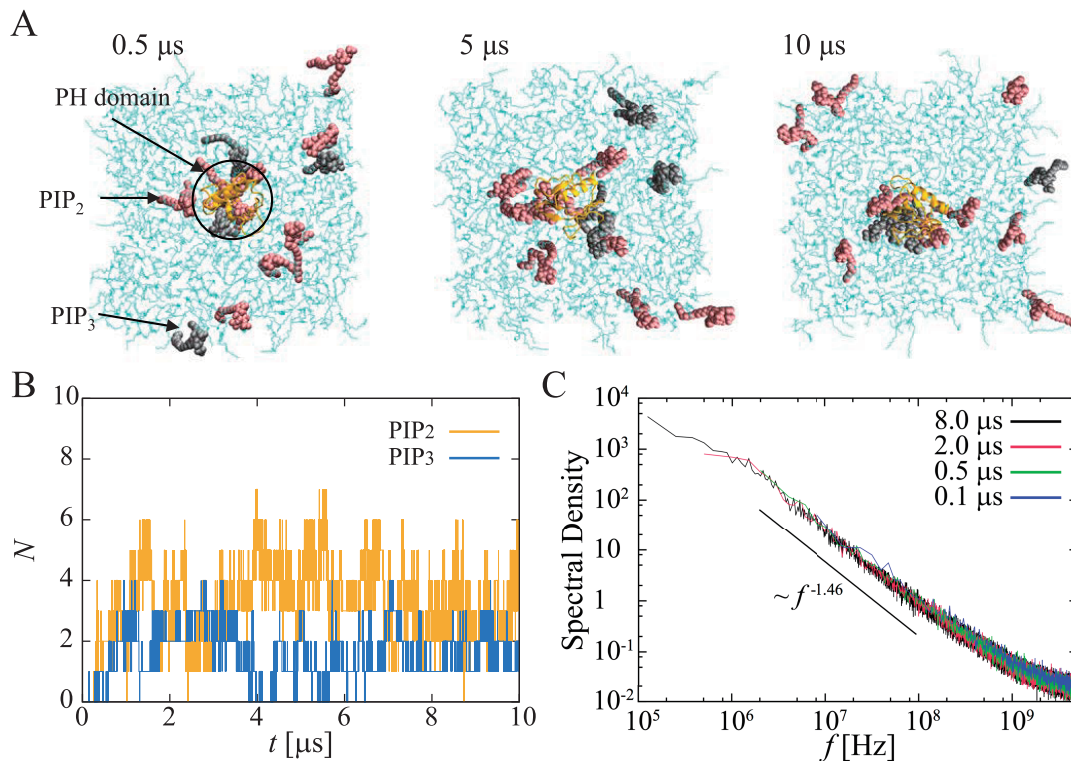 A
0.5 μs
5 μs
10 μs
PH domain
PIP2
PIP3
B
10
8
6
4
2
0
N
PIP2
PIP3
0 2 4 6 8 10
t [μs]
C
10^4
10^3
10^2
10
1
10^-1
10^-2
Spectral Density
8.0 μs
2.0 μs
0.5 μs
0.1 μs
~ f^-1.46
10^5 10^6 10^7 10^8 10^9
f [Hz]